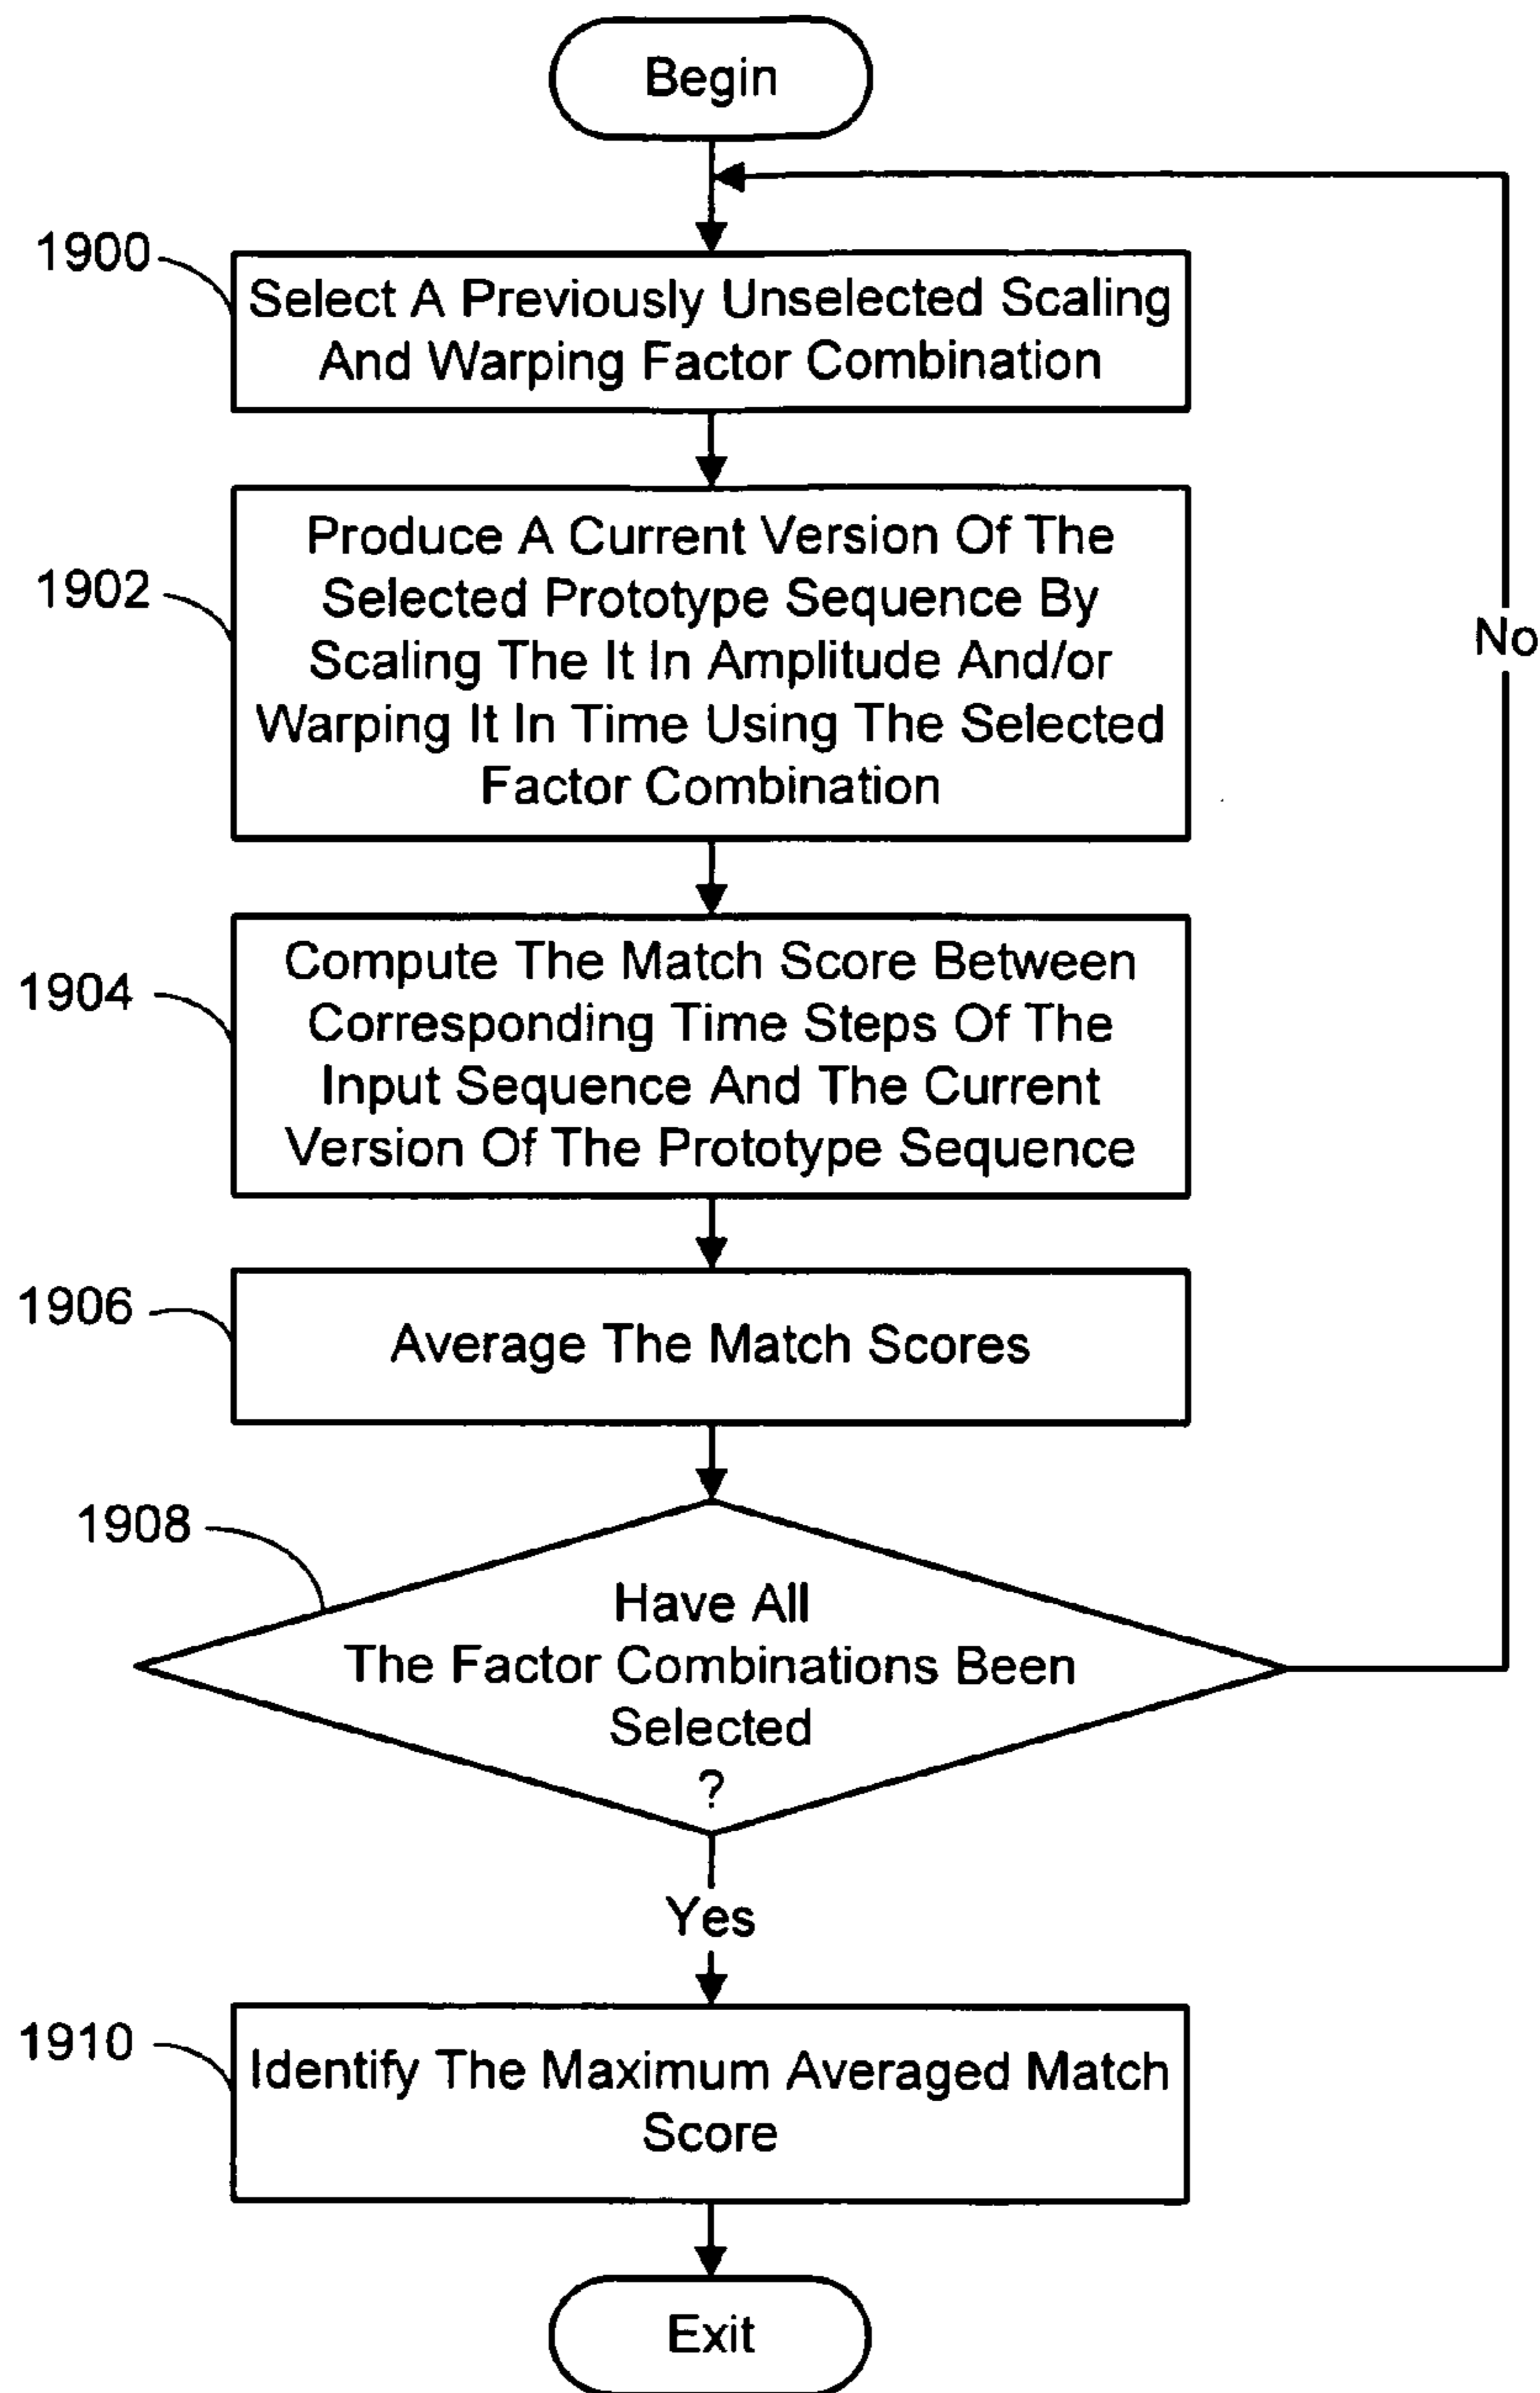 Begin
1900
Select A Previously Unselected Scaling
And Warping Factor Combination
1902
Produce A Current Version Of The
Selected Prototype Sequence By
Scaling The It In Amplitude And/or
Warping It In Time Using The Selected
Factor Combination
No
1904
Compute The Match Score Between
Corresponding Time Steps Of The
Input Sequence And The Current
Version Of The Prototype Sequence
1906
Average The Match Scores
1908
Have All
The Factor Combinations Been
Selected
?
Yes
1910
Identify The Maximum Averaged Match
Score
Exit